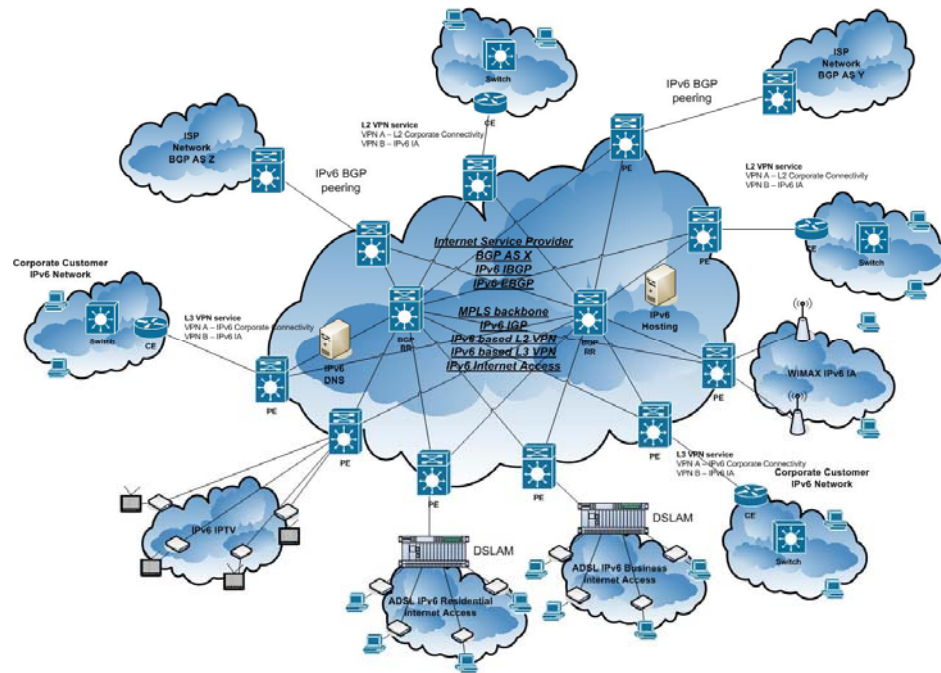 Switch
CE
L2 VPN service
VPN A – L2 Corporate Connectivity
VPN B – IPv6 IA
IPv6 BGP
peering
ISP
Network
BGP AS Y
PE
ISP
Network
BGP AS Z
IPv6 BGP
peering
L2 VPN service
VPN A – L2 Corporate Connectivity
VPN B – IPv6 IA
PE
CE
Switch
Internet Service Provider
BGP AS X
IPv6 IBGP
IPv6 EBGP
MPLS backbone
IPv6 IGP
IPv6 based L2 VPN
IPv6 based L3 VPN
IPv6 Internet Access
BGP
RR
BGP
RR
IPv6
Hosting
IPv6
DNS
Corporate Customer
IPv6 Network
Switch
CE
L3 VPN service
VPN A – IPv6 Corporate Connectivity
VPN B – IPv6 IA
PE
PE
WiMAX IPv6 IA
PE
PE
PE
PE
L3 VPN service
VPN A – IPv6 Corporate Connectivity
VPN B – IPv6 IA
Corporate Customer
IPv6 Network
CE
Switch
IPv6 IPTV
DSLAM
ADSL IPv6 Residential
Internet Access
DSLAM
ADSL IPv6 Business
Internet Access